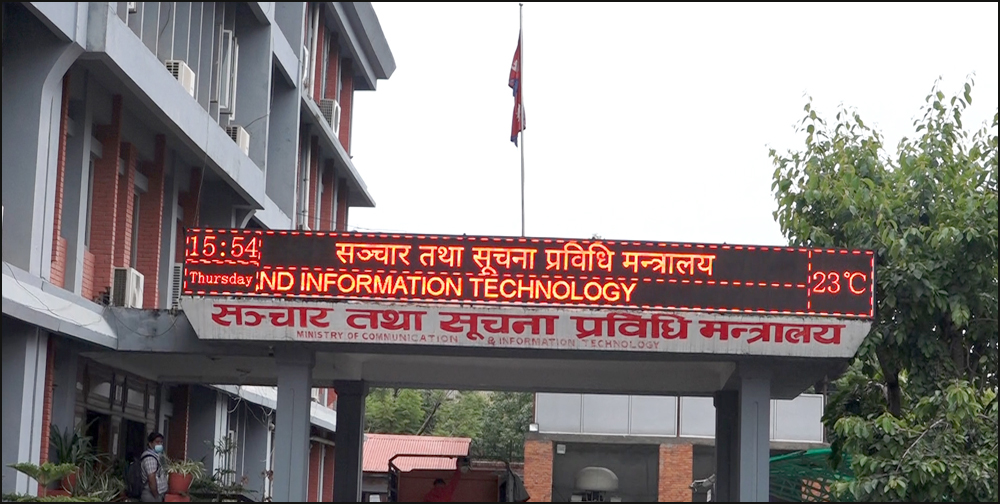 15:54
Thursday
सञ्चार तथा सूचना प्रविधि मन्त्रालय
ND INFORMATION TECHNOLOGY
23℃
सञ्चार तथा सूचना प्रविधि मन्त्रालय
MINISTRY OF COMMUNICATION & INFORMATION TECHNOLOGY